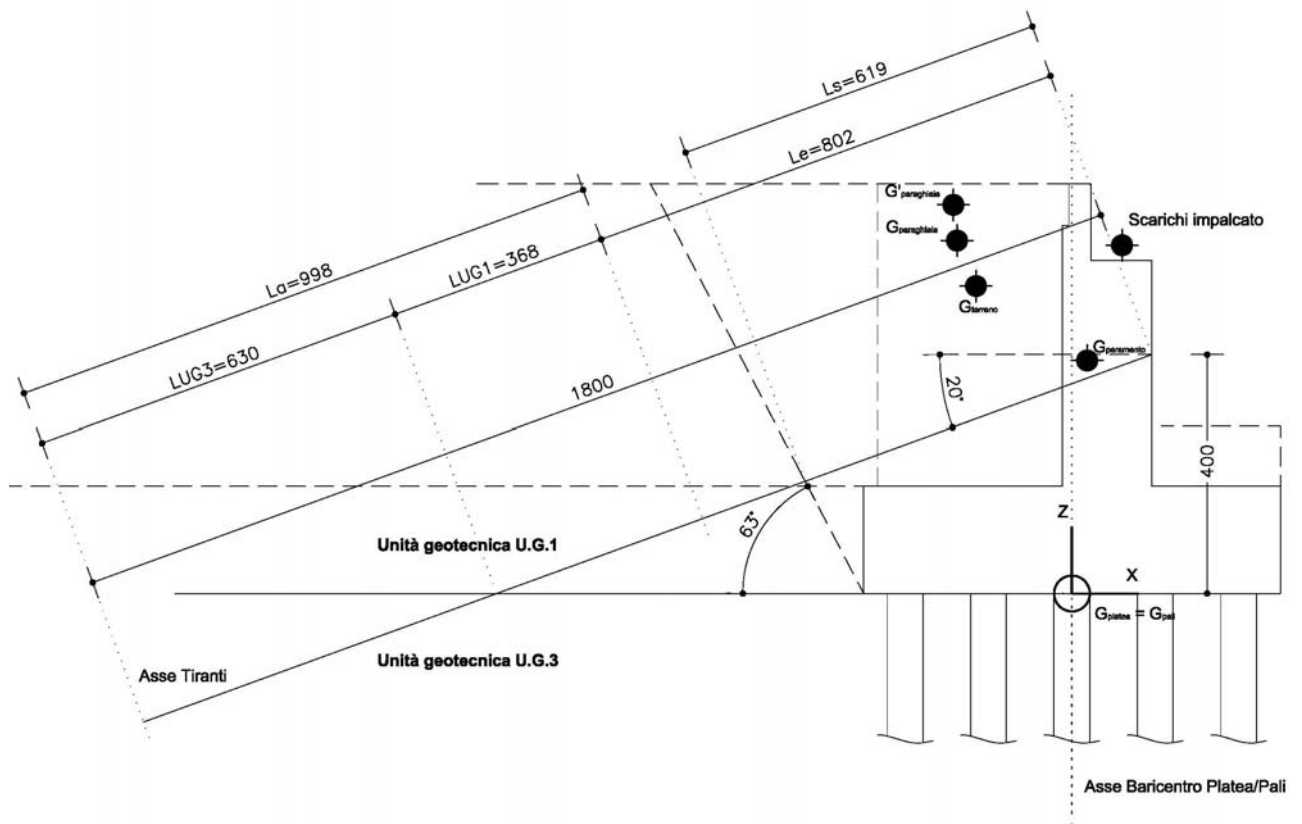 Ls=619
Le=802
G'paraghiaia
Gparaghiaia
Scarichi impalcato
La=998
LUG1=368
Gterreno
LUG3=630
1800
Gparamento
20°
400
63°
Z
Unità geotecnica U.G.1
X
Gplatea = Gpali
Unità geotecnica U.G.3
Asse Tiranti
Asse Baricentro Platea/Pali